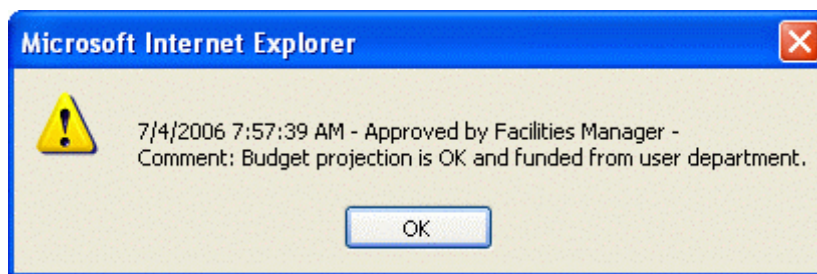 Microsoft Internet Explorer
7/4/2006 7:57:39 AM - Approved by Facilities Manager -
Comment: Budget projection is OK and funded from user department.
OK